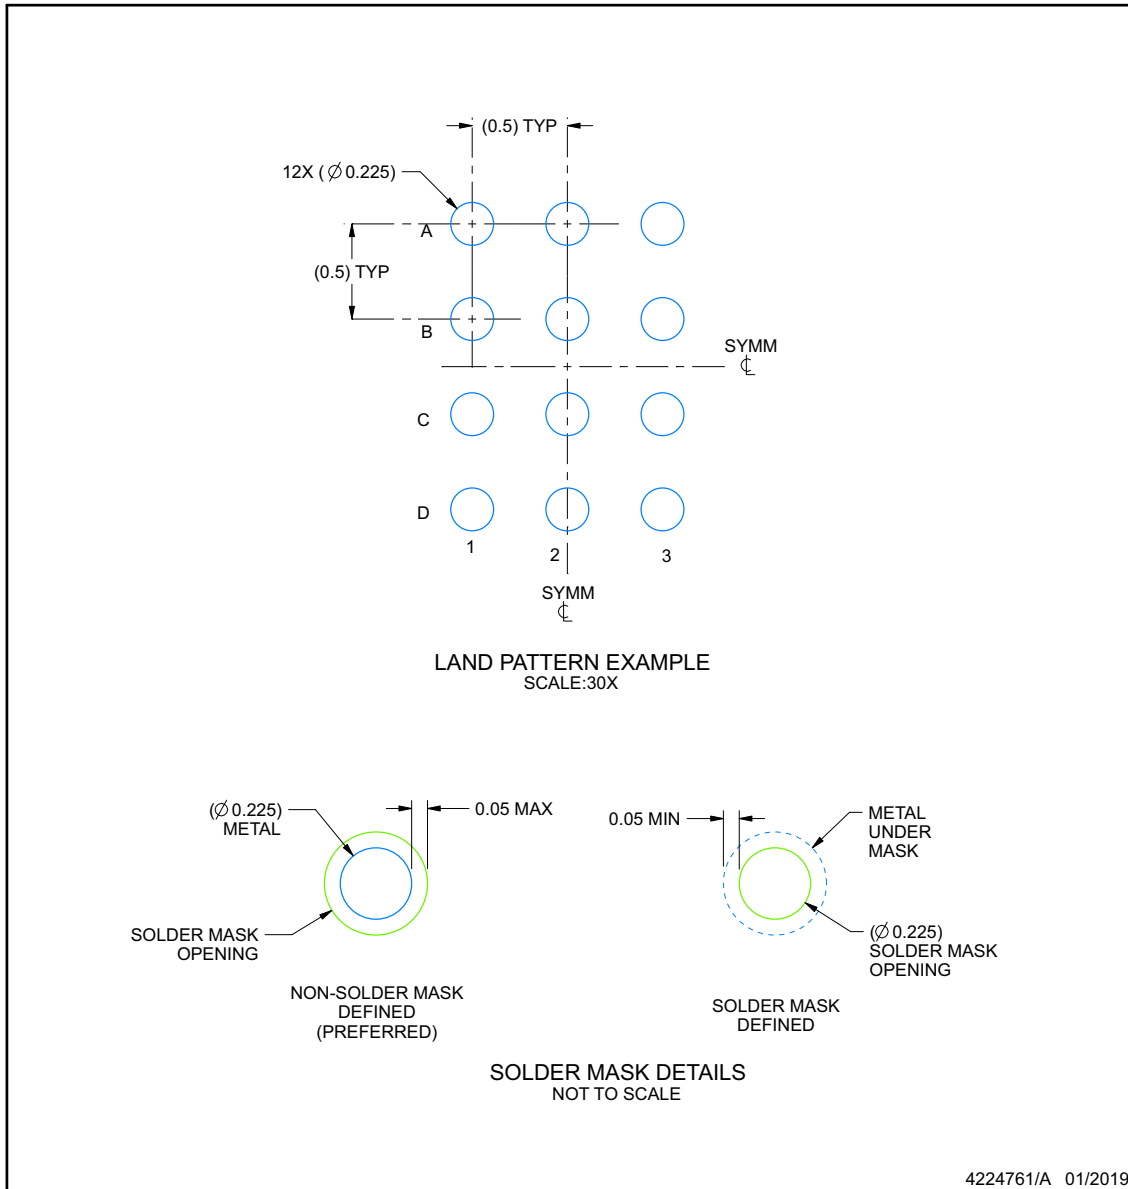 (0.5) TYP
12X ( ∅ 0.225)
A
(0.5) TYP
B
SYMM
℄
C
D
1
2
3
SYMM
℄
LAND PATTERN EXAMPLE
SCALE:30X
(∅ 0.225)
METAL
0.05 MAX
SOLDER MASK
OPENING
NON-SOLDER MASK
DEFINED
(PREFERRED)
0.05 MIN
METAL
UNDER
MASK
(∅ 0.225)
SOLDER MASK
OPENING
SOLDER MASK
DEFINED
SOLDER MASK DETAILS
NOT TO SCALE
4224761/A 01/2019